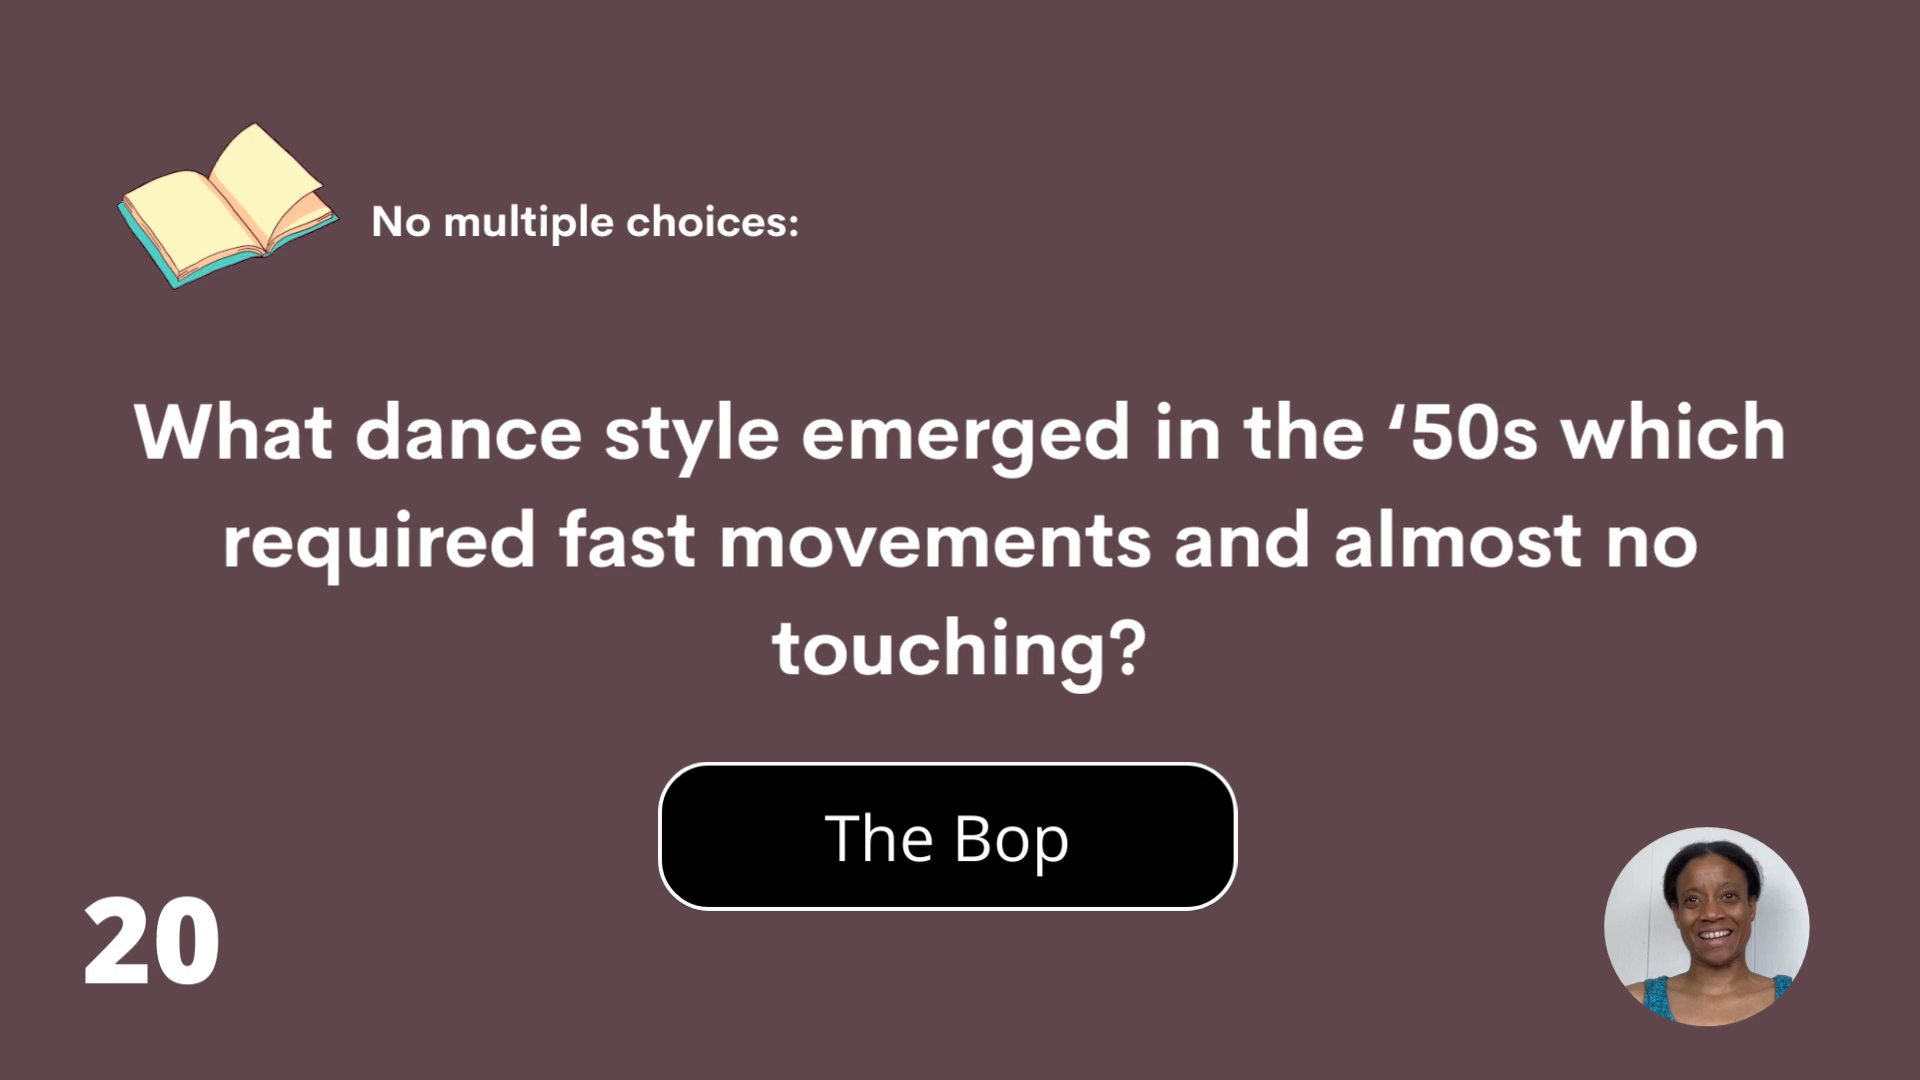 No multiple choices:
What dance style emerged in the ‘50s which
required fast movements and almost no
touching?
The Bop
20